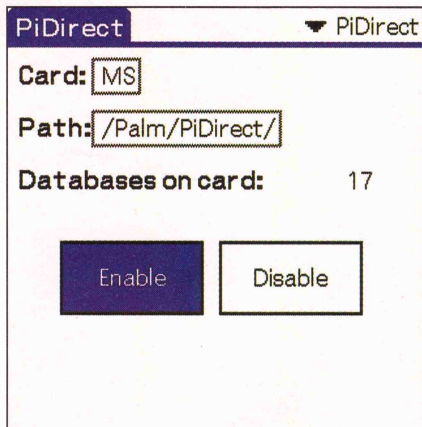 PiDirect ▼ PiDirect
Card: MS
Path: /Palm/PiDirect/
Databases on card: 17
Enable Disable